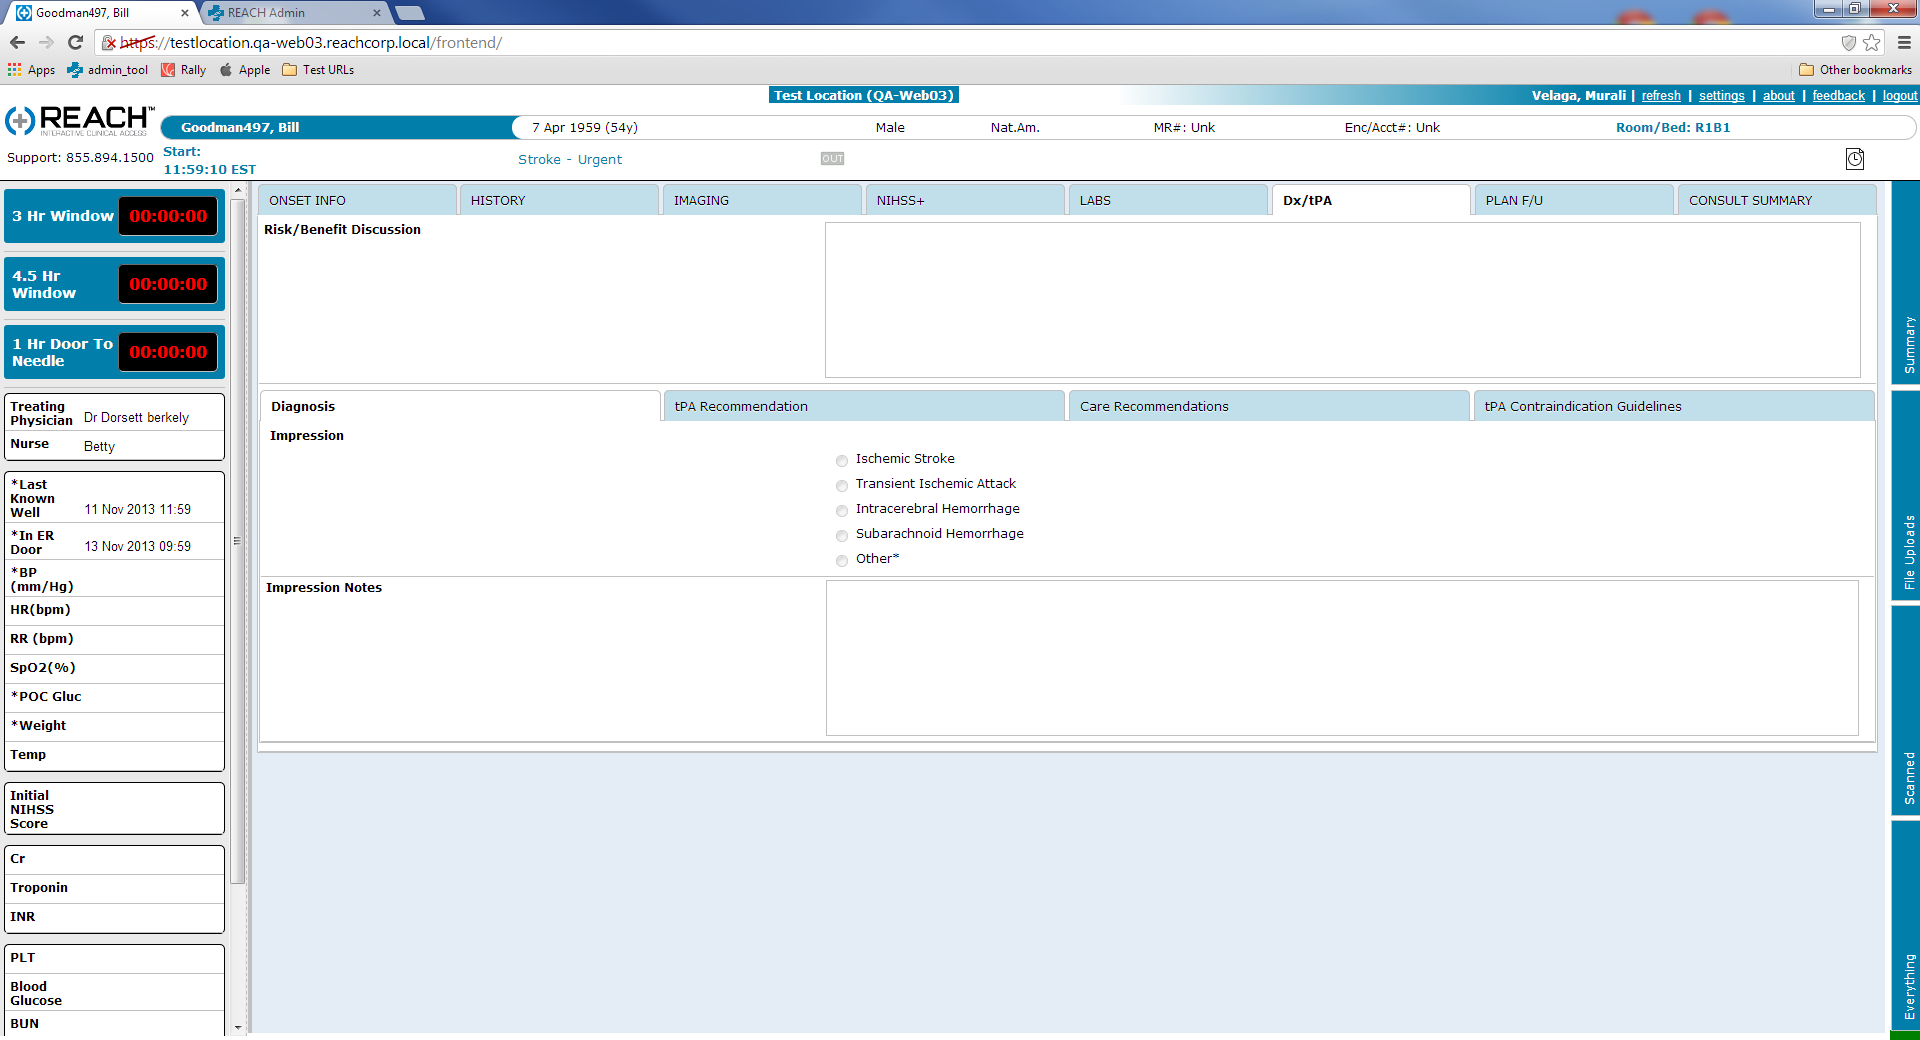 Goodman497, Bill
REACH Admin
https://testlocation.qa-web03.reachcorp.local/frontend/
Apps admin_tool Rally Apple Test URLs Other bookmarks
Test Location (QA-Web03) Velaga, Murali | refresh | settings | about | feedback | logout
REACH™
INTERACTIVE CLINICAL ACCESS
Goodman497, Bill 7 Apr 1959 (54y) Male Nat.Am. MR#: Unk Enc/Acct#: Unk Room/Bed: R1B1
Support: 855.894.1500
Start:
11:59:10 EST
Stroke - Urgent
OUT
3 Hr Window 00:00:00
4.5 Hr
Window
00:00:00
1 Hr Door To
Needle
00:00:00
Treating
Physician Dr Dorsett berkely
Nurse Betty
*Last
Known
Well 11 Nov 2013 11:59
*In ER
Door 13 Nov 2013 09:59
*BP
(mm/Hg)
HR(bpm)
RR (bpm)
SpO2(%)
*POC Gluc
*Weight
Temp
Initial
NIHSS
Score
Cr
Troponin
INR
PLT
Blood
Glucose
BUN
ONSET INFO HISTORY IMAGING NIHSS+ LABS Dx/tPA PLAN F/U CONSULT SUMMARY
Risk/Benefit Discussion
Diagnosis tPA Recommendation Care Recommendations tPA Contraindication Guidelines
Impression
Ischemic Stroke
Transient Ischemic Attack
Intracerebral Hemorrhage
Subarachnoid Hemorrhage
Other*
Impression Notes
Summary
File Uploads
Scanned
Everything